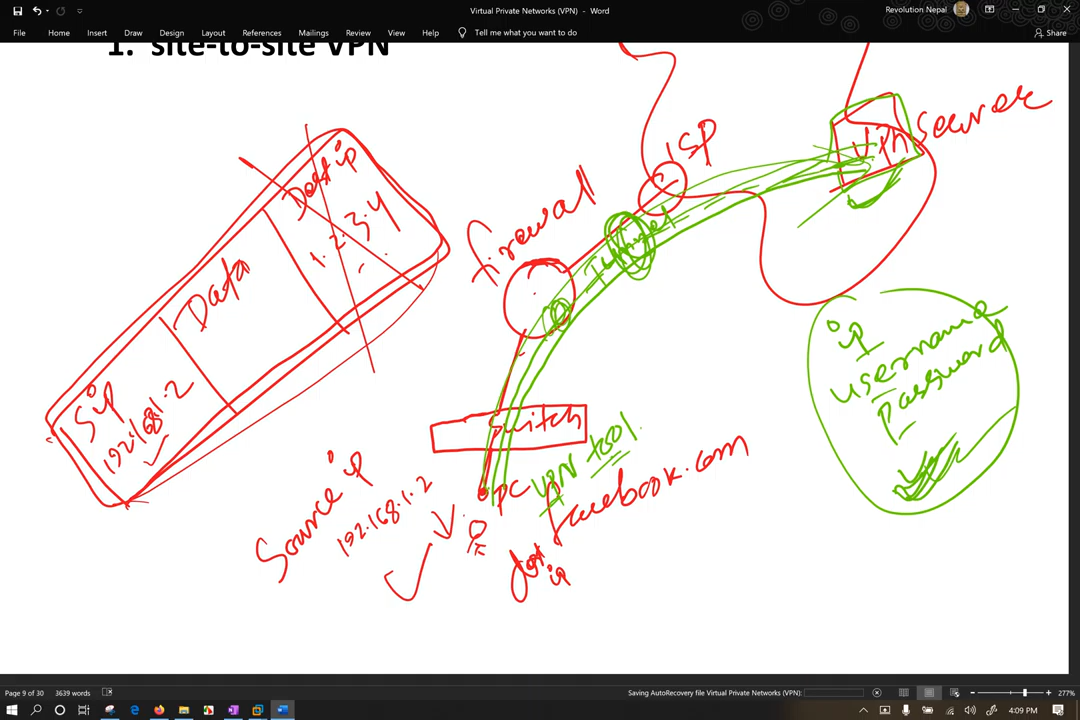 Virtual Private Networks (VPN) - Word
Revolution Nepal
File Home Insert Draw Design Layout References Mailings Review View Help Tell me what you want to do
Share
1. site-to-site VPN
Dest ip
1.2.3.4
Data
Sip
192.168.1.2
firewall
ISP
Vpn Server
Tunnel
ip
username
Password
Switch
PC VPN tool.
facebook.com
Source ip
192.168.1.2
dest
ip
Page 9 of 30 3639 words
Saving AutoRecovery file Virtual Private Networks (VPN):
277%
4:09 PM